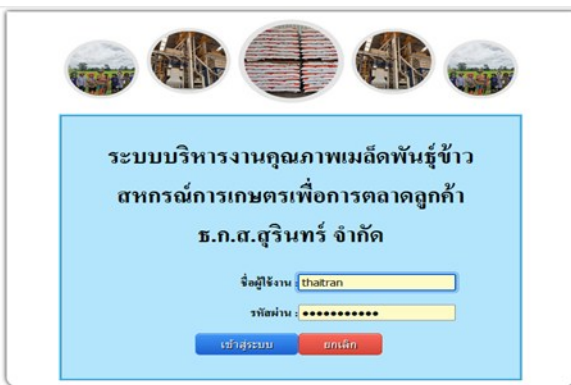 ระบบบริหารงานคุณภาพเมล็ดพันธุ์ข้าว
สหกรณ์การเกษตรเพื่อการตลาดลูกค้า
ธ.ก.ส.สุรินทร์ จำกัด
ชื่อผู้ใช้งาน : thaitran
รหัสผ่าน : •••••••••••
เข้าสู่ระบบ ยกเลิก